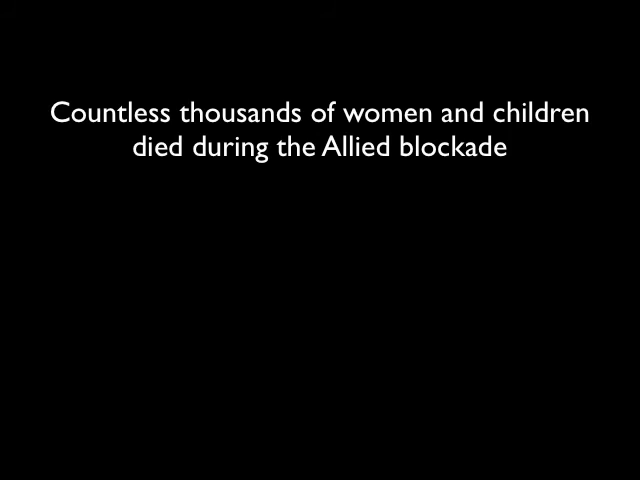 Countless thousands of women and children
died during the Allied blockade